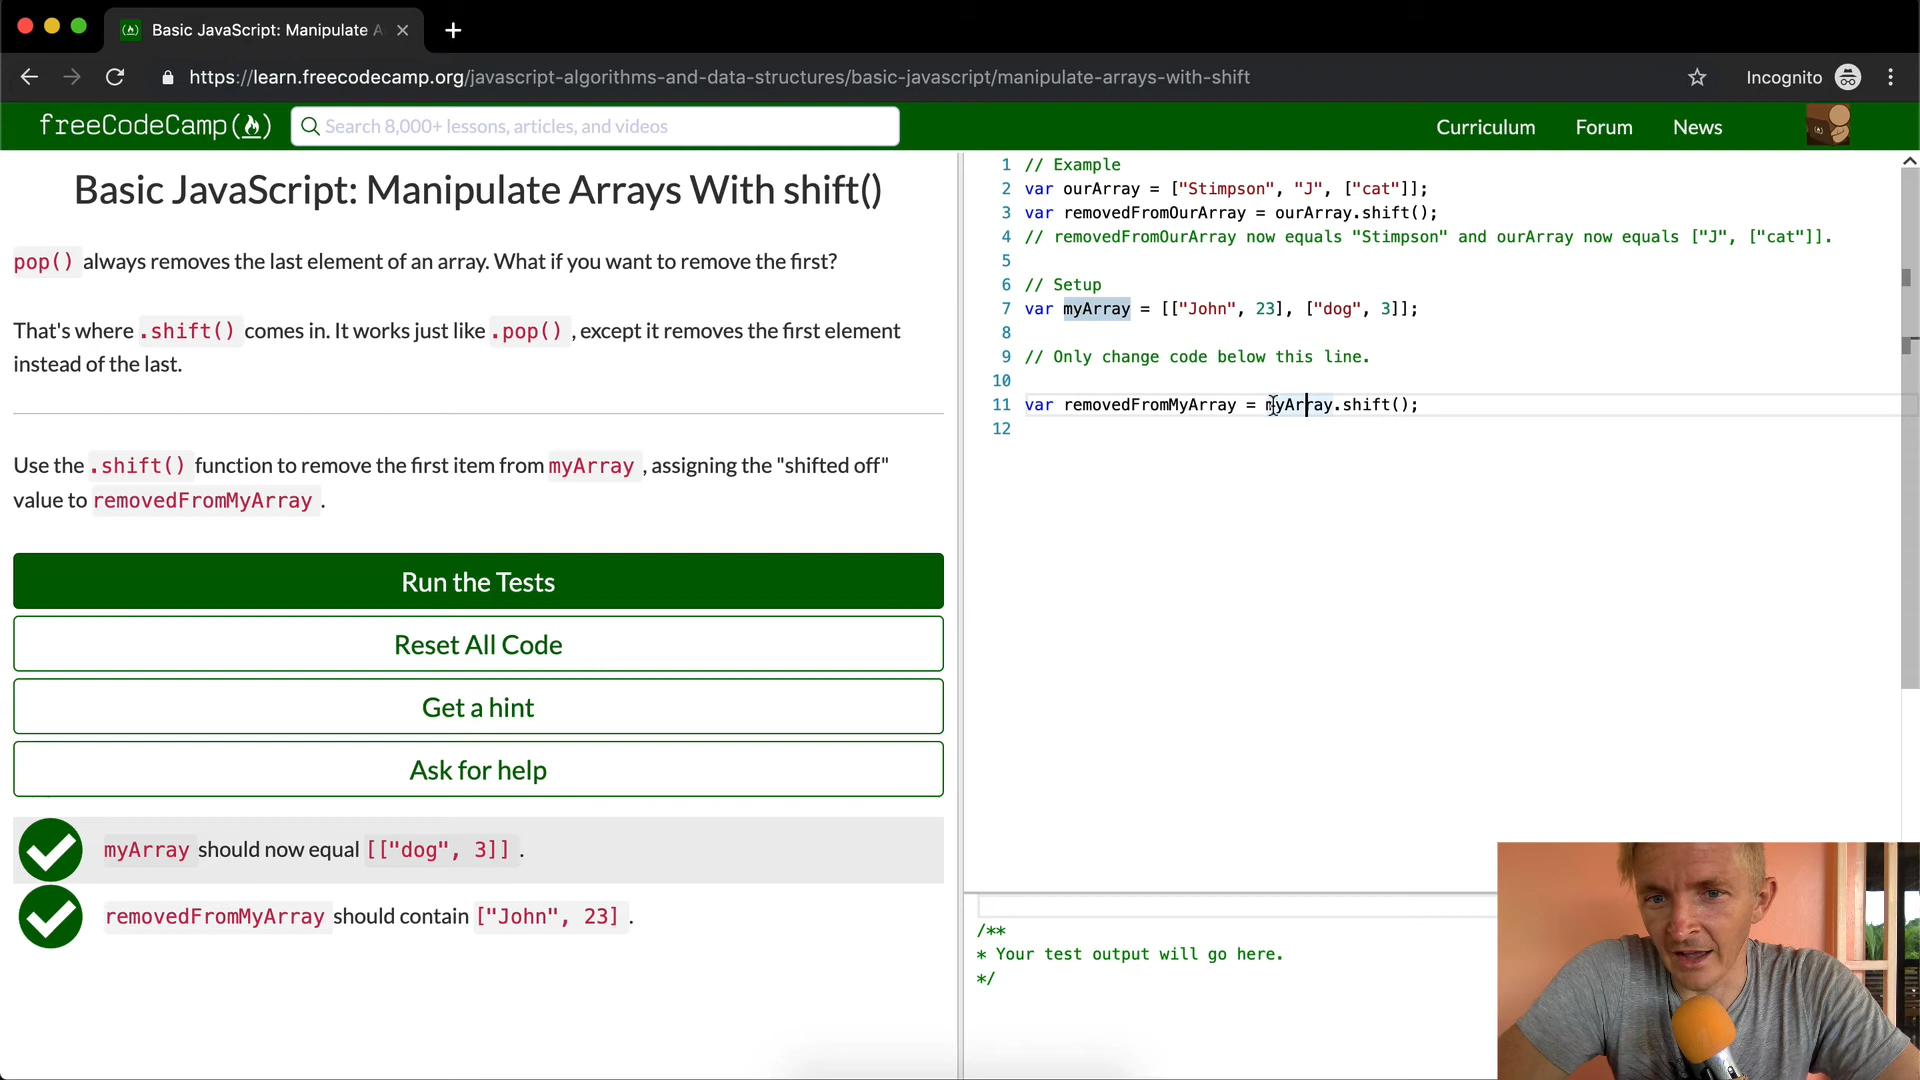 Basic JavaScript: Manipulate A
https://learn.freecodecamp.org/javascript-algorithms-and-data-structures/basic-javascript/manipulate-arrays-with-shift
Incognito
freeCodeCamp
Search 8,000+ lessons, articles, and videos
Curriculum
Forum
News
Basic JavaScript: Manipulate Arrays With shift()
pop() always removes the last element of an array. What if you want to remove the first?
That's where .shift() comes in. It works just like .pop() , except it removes the first element
instead of the last.
Use the .shift() function to remove the first item from myArray , assigning the "shifted off"
value to removedFromMyArray .
Run the Tests
Reset All Code
Get a hint
Ask for help
myArray should now equal [["dog", 3]] .
removedFromMyArray should contain ["John", 23] .
1 // Example
2 var ourArray = ["Stimpson", "J", ["cat"]];
3 var removedFromOurArray = ourArray.shift();
4 // removedFromOurArray now equals "Stimpson" and ourArray now equals ["J", ["cat"]].
5
6 // Setup
7 var myArray = [["John", 23], ["dog", 3]];
8
9 // Only change code below this line.
10
11 var removedFromMyArray = myArray.shift();
12
/**
* Your test output will go here.
*/